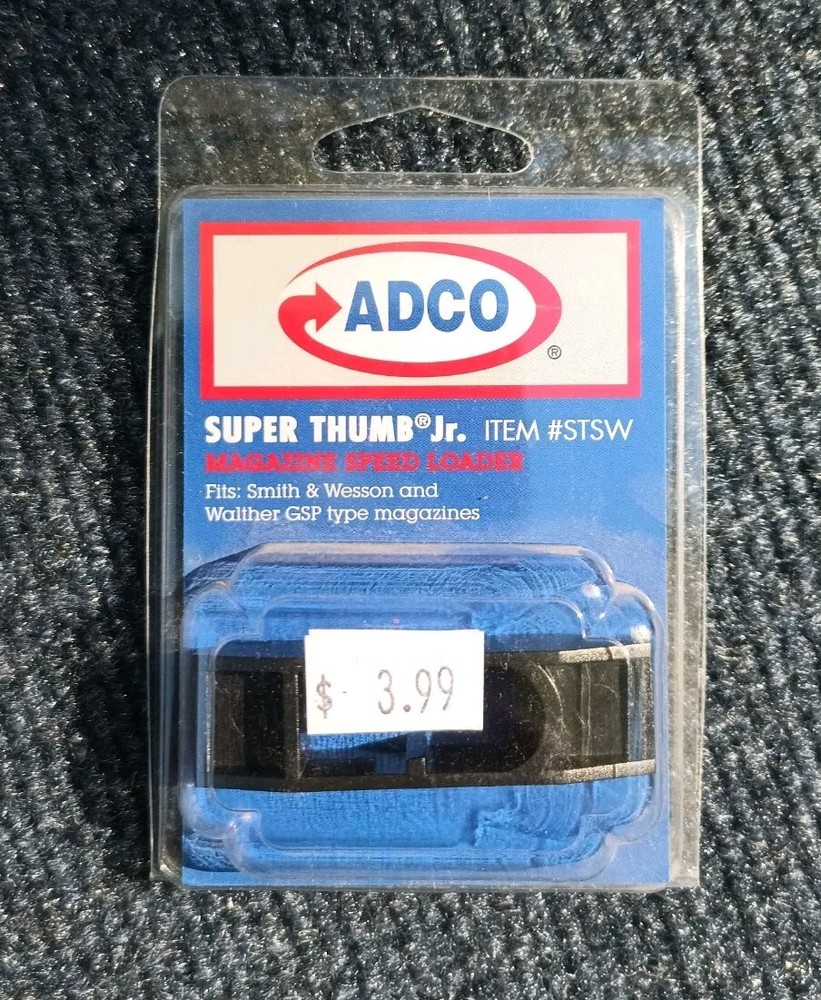 ADCO
®
SUPER THUMB® Jr. ITEM #STSW
MAGAZINE SPEED LOADER
Fits: Smith & Wesson and
Walther GSP type magazines
$ 3.99